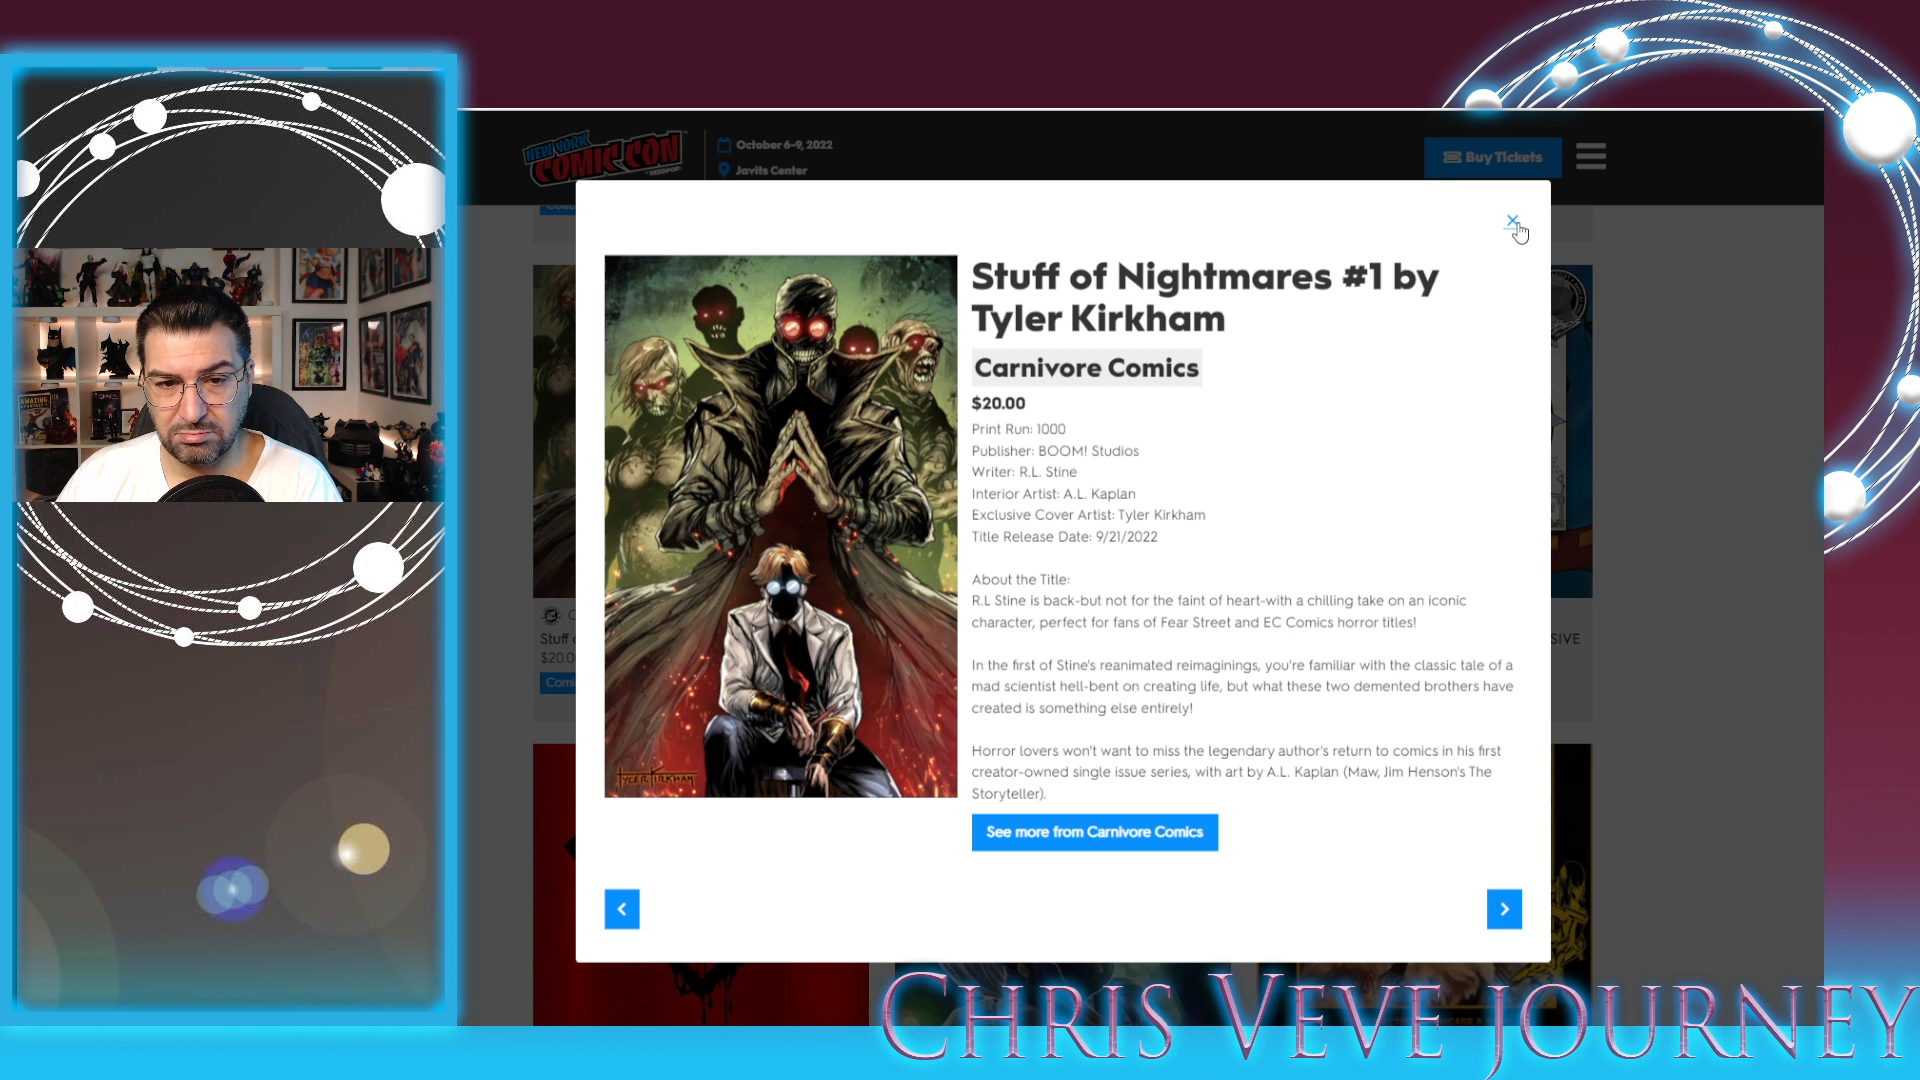 NEW YORK
COMIC CON
BY REEDPOP
October 6-9, 2022
Javits Center
Buy Tickets
×
Stuff of Nightmares #1 by
Tyler Kirkham
Carnivore Comics
$20.00
Print Run: 1000
Publisher: BOOM! Studios
Writer: R.L. Stine
Interior Artist: A.L. Kaplan
Exclusive Cover Artist: Tyler Kirkham
Title Release Date: 9/21/2022
About the Title:
R.L Stine is back-but not for the faint of heart-with a chilling take on an iconic
character, perfect for fans of Fear Street and EC Comics horror titles!
In the first of Stine's reanimated reimaginings, you're familiar with the classic tale of a
mad scientist hell-bent on creating life, but what these two demented brothers have
created is something else entirely!
Horror lovers won't want to miss the legendary author's return to comics in his first
creator-owned single issue series, with art by A.L. Kaplan (Maw, Jim Henson's The
Storyteller).
See more from Carnivore Comics
TYLER KIRKHAM
AMAZING
FANTASY
Stuff
$20.0
Comi
SIVE
CHRIS VEVE JOURNEY